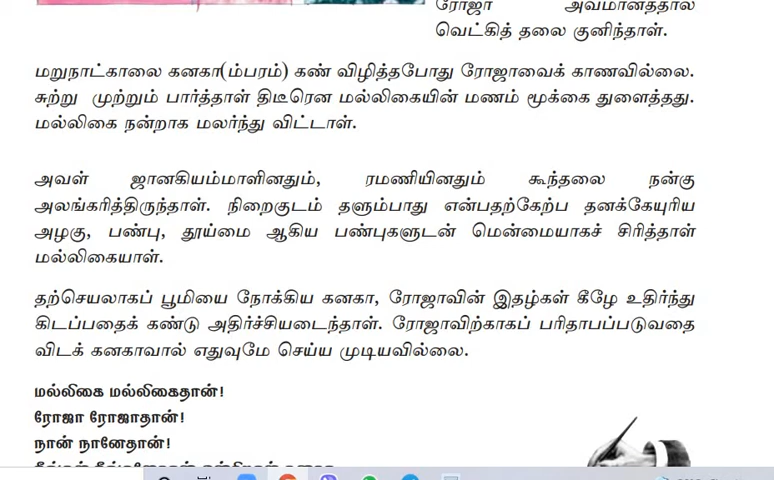 ரோஜா அவமானத்தால்
வெட்கித் தலை குனிந்தாள்.
மறுநாட்காலை கனகா(ம்பரம்) கண் விழித்தபோது ரோஜாவைக் காணவில்லை.
சுற்று முற்றும் பார்த்தாள் திடீரென மல்லிகையின் மணம் மூக்கை துளைத்தது.
மல்லிகை நன்றாக மலர்ந்து விட்டாள்.
அவள் ஜானகியம்மாளினதும், ரமணியினதும் கூந்தலை நன்கு
அலங்கரித்திருந்தாள். நிறைகுடம் தளும்பாது என்பதற்கேற்ப தனக்கேயுரிய
அழகு, பண்பு, தூய்மை ஆகிய பண்புகளுடன் மென்மையாகச் சிரித்தாள்
மல்லிகையாள்.
தற்செயலாகப் பூமியை நோக்கிய கனகா, ரோஜாவின் இதழ்கள் கீழே உதிர்ந்து
கிடப்பதைக் கண்டு அதிர்ச்சியடைந்தாள். ரோஜாவிற்காகப் பரிதாபப்படுவதை
விடக் கனகாவால் எதுவுமே செய்ய முடியவில்லை.
மல்லிகை மல்லிகைதான்!
ரோஜா ரோஜாதான்!
நான் நானேதான்!